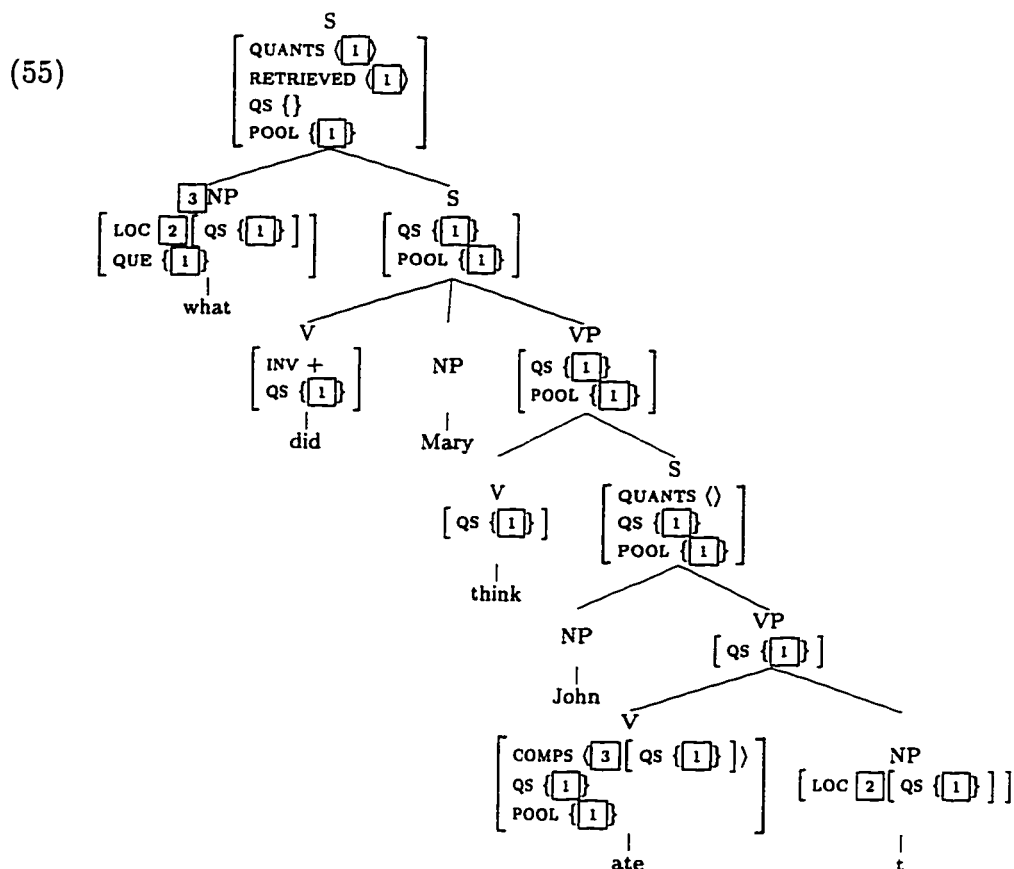 (55)
S
QUANTS ⟨[1]⟩
RETRIEVED ⟨[1]⟩
QS {}
POOL {[1]}
[3] NP S
LOC [2] [ QS {[1]} ] QS {[1]}
QUE {[1]} POOL {[1]}
what
V NP VP
INV + QS {[1]}
QS {[1]} POOL {[1]}
did Mary
V S
[ QS {[1]} ] QUANTS ⟨⟩
QS {[1]}
POOL {[1]}
think
NP VP
[ QS {[1]} ]
John
V NP
COMPS ⟨[3] [ QS {[1]} ]⟩ [ LOC [2] [ QS {[1]} ] ]
QS {[1]}
POOL {[1]}
ate t